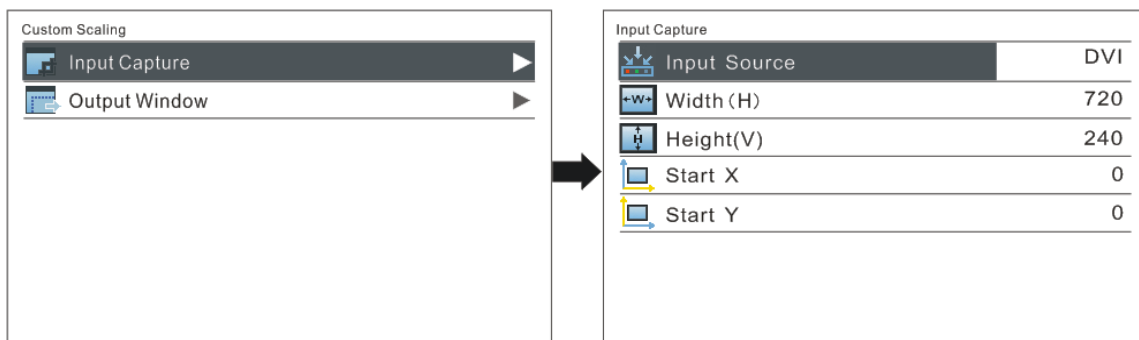 Custom Scaling
Input Capture
Output Window
Input Capture
Input Source DVI
W Width (H) 720
H Height(V) 240
Start X 0
Start Y 0